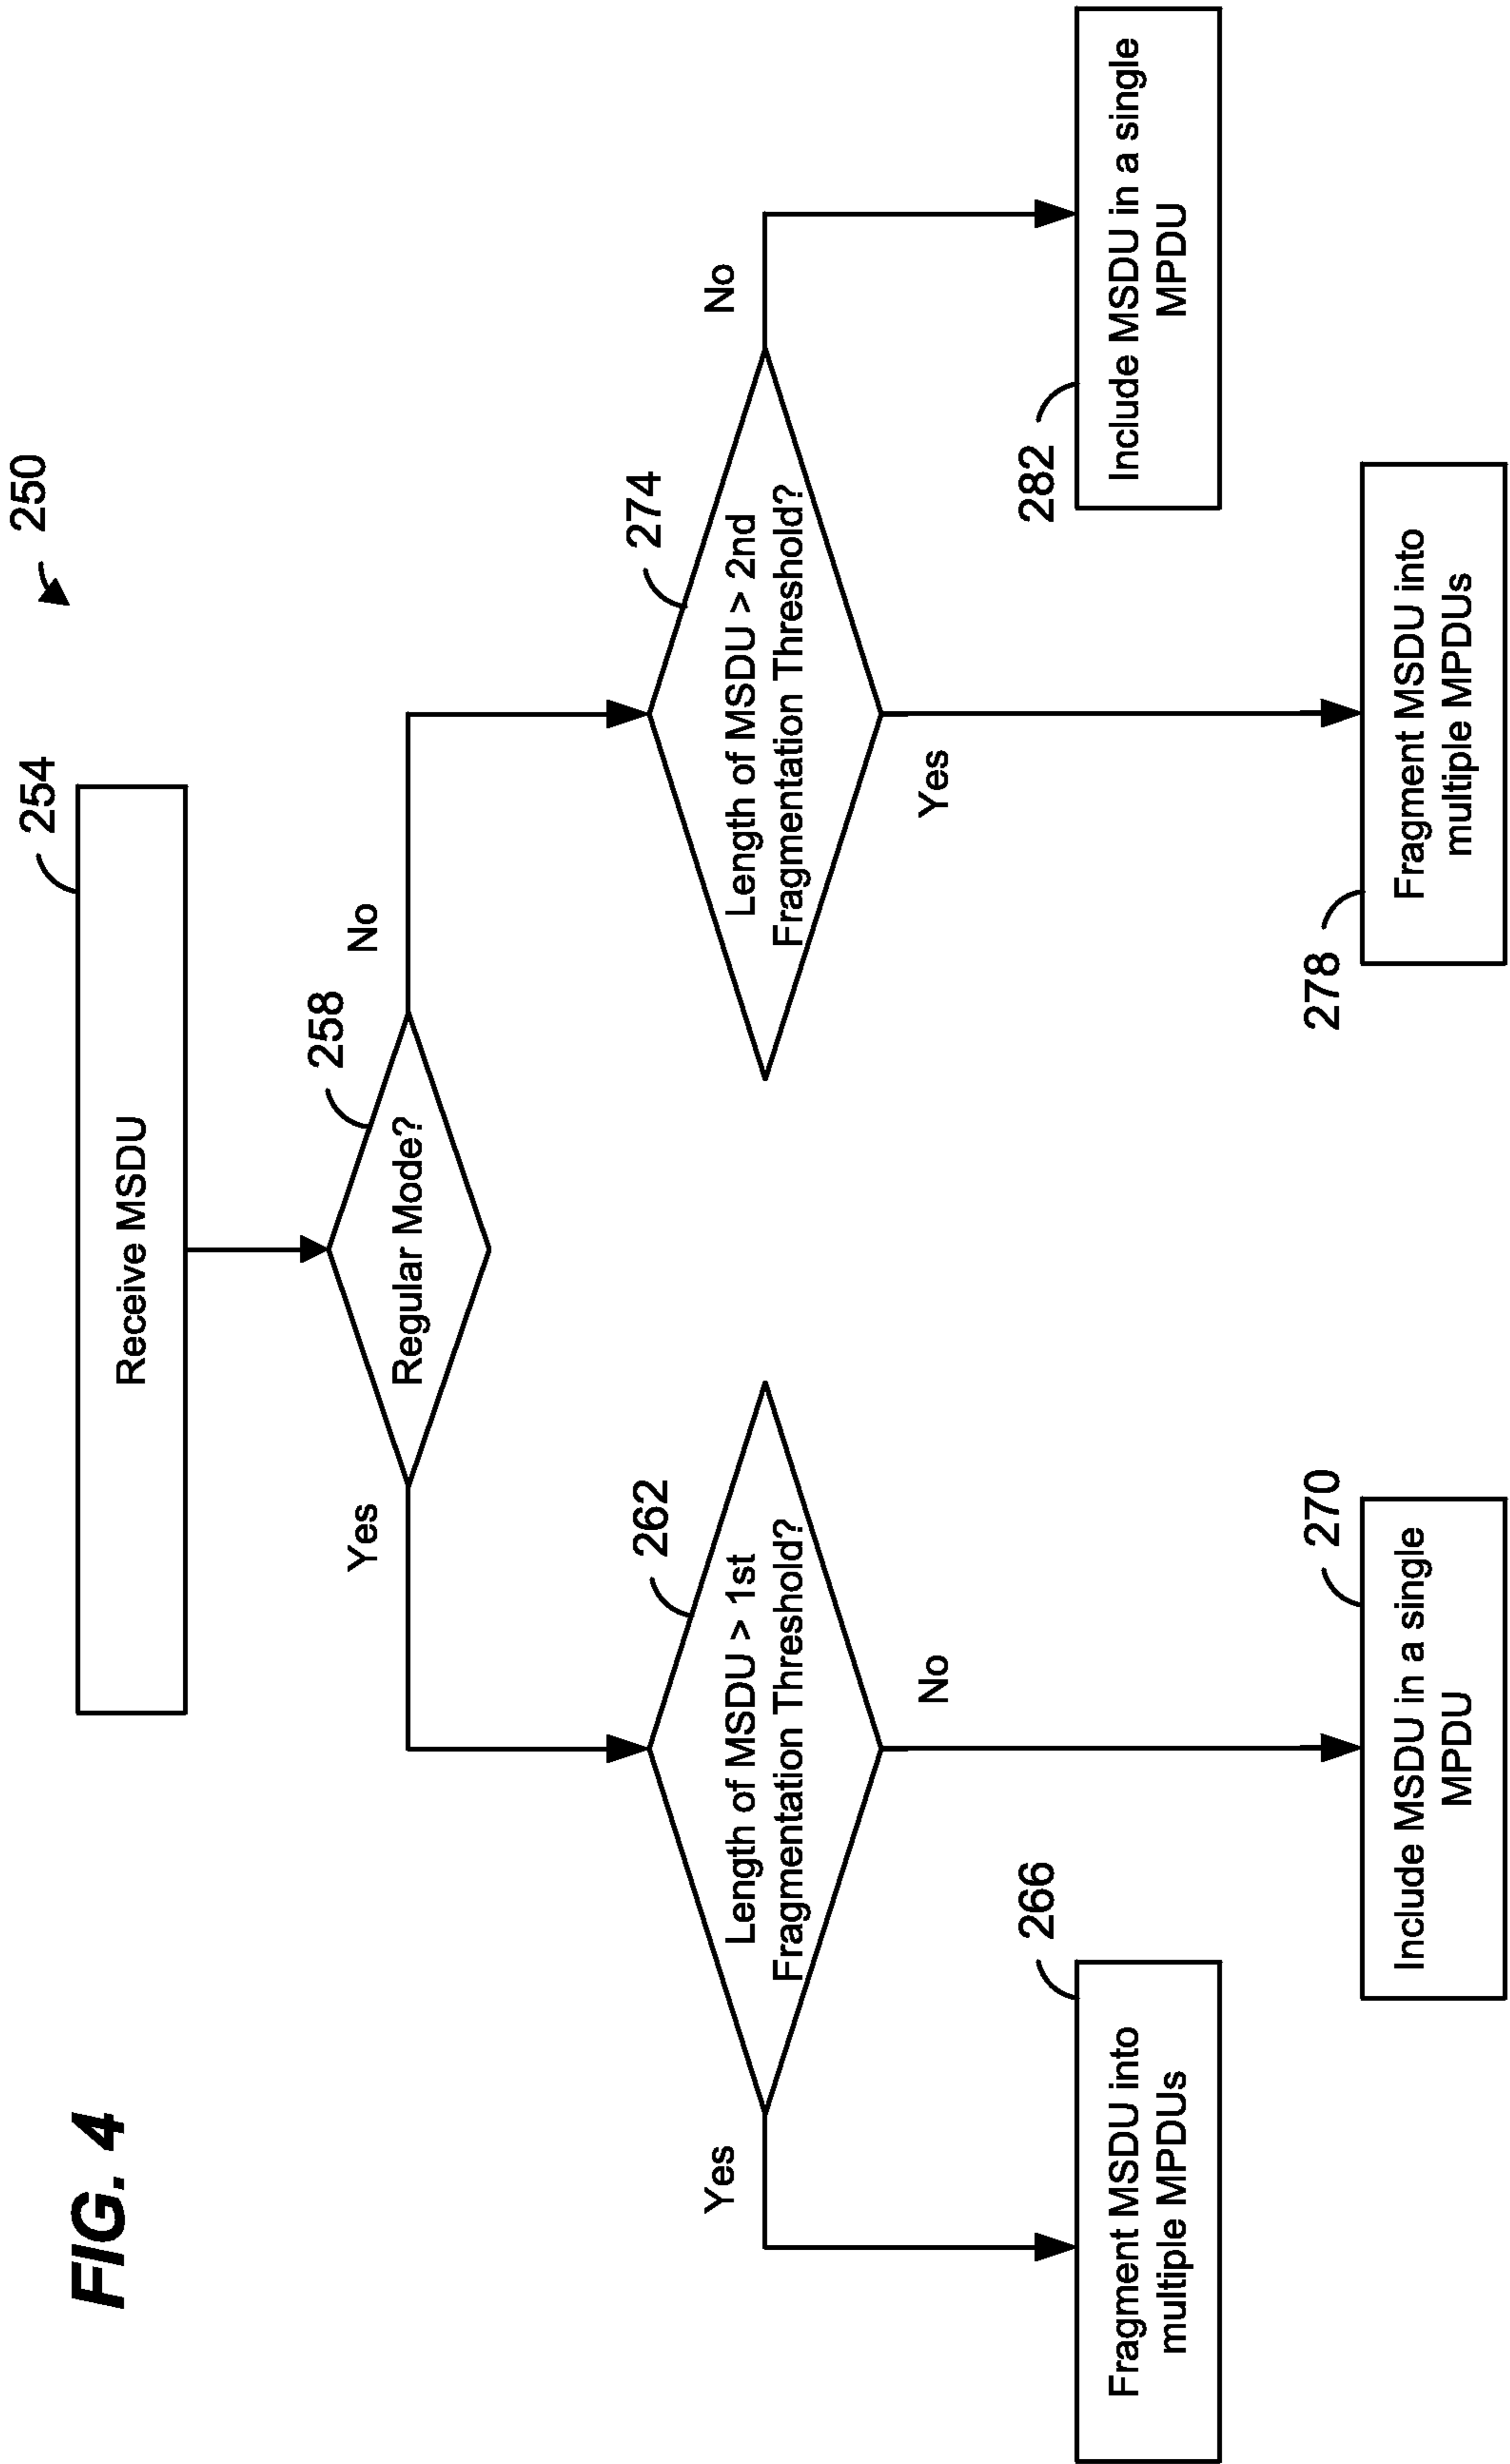 FIG. 4
250
254
Receive MSDU
258
Regular Mode?
Yes
No
262
Length of MSDU > 1st
Fragmentation Threshold?
274
Length of MSDU > 2nd
Fragmentation Threshold?
Yes
No
Yes
No
266
Fragment MSDU into
multiple MPDUs
282
Include MSDU in a single
MPDU
270
Include MSDU in a single
MPDU
278
Fragment MSDU into
multiple MPDUs